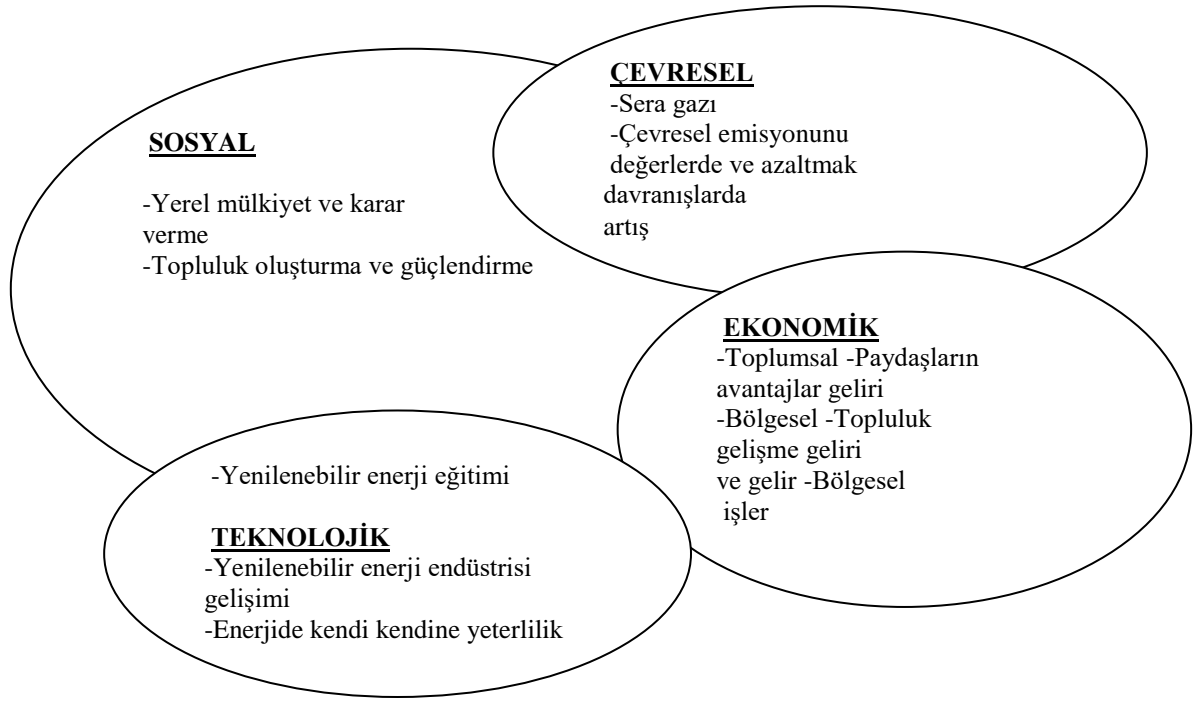 SOSYAL
-Yerel mülkiyet ve karar
verme
-Topluluk oluşturma ve güçlendirme
ÇEVRESEL
-Sera gazı
-Çevresel emisyonunu
değerlerde ve azaltmak
davranışlarda
artış
EKONOMİK
-Toplumsal -Paydaşların
avantajlar geliri
-Bölgesel -Topluluk
gelişme geliri
ve gelir -Bölgesel
işler
-Yenilenebilir enerji eğitimi
TEKNOLOJİK
-Yenilenebilir enerji endüstrisi
gelişimi
-Enerjide kendi kendine yeterlilik